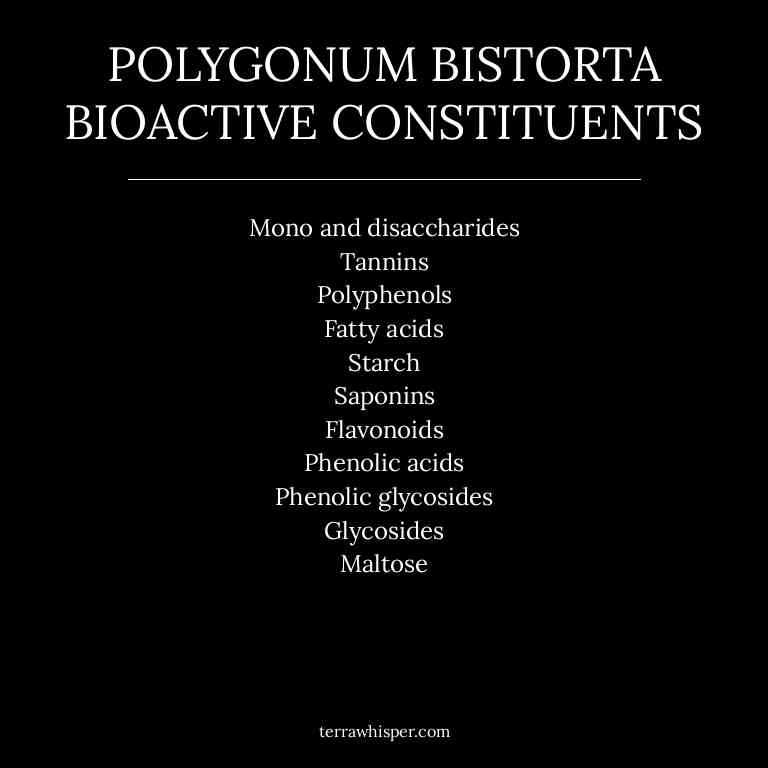 POLYGONUM BISTORTA
BIOACTIVE CONSTITUENTS
Mono and disaccharides
Tannins
Polyphenols
Fatty acids
Starch
Saponins
Flavonoids
Phenolic acids
Phenolic glycosides
Glycosides
Maltose
terrawhisper.com